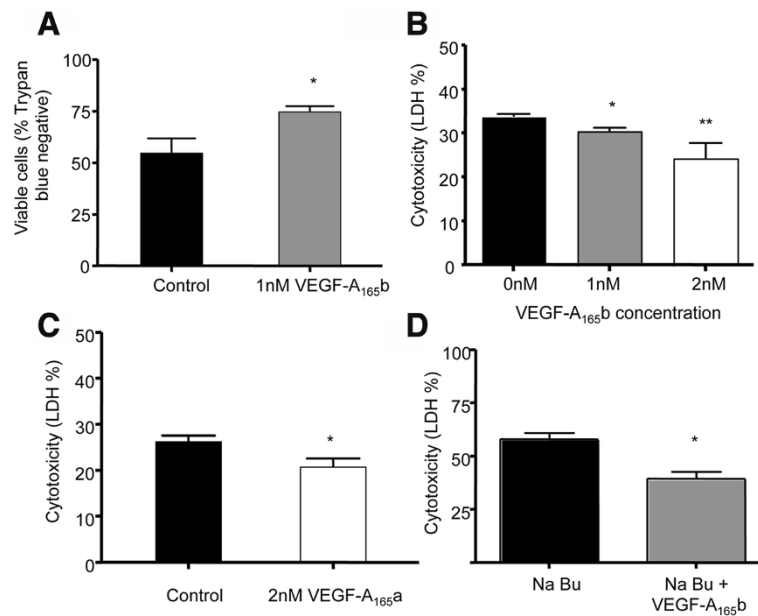 A
Viable cells (% Trypan
blue negative)
100
75
50
25
0
*
Control
1nM VEGF-A₁₆₅b
B
Cytotoxicity (LDH %)
50
40
30
20
10
0
*
**
0nM
1nM
2nM
VEGF-A₁₆₅b concentration
C
Cytotoxicity (LDH %)
50
40
30
20
10
0
*
Control
2nM VEGF-A₁₆₅a
D
Cytotoxicity (LDH %)
100
75
50
25
*
Na Bu
Na Bu +
VEGF-A₁₆₅b